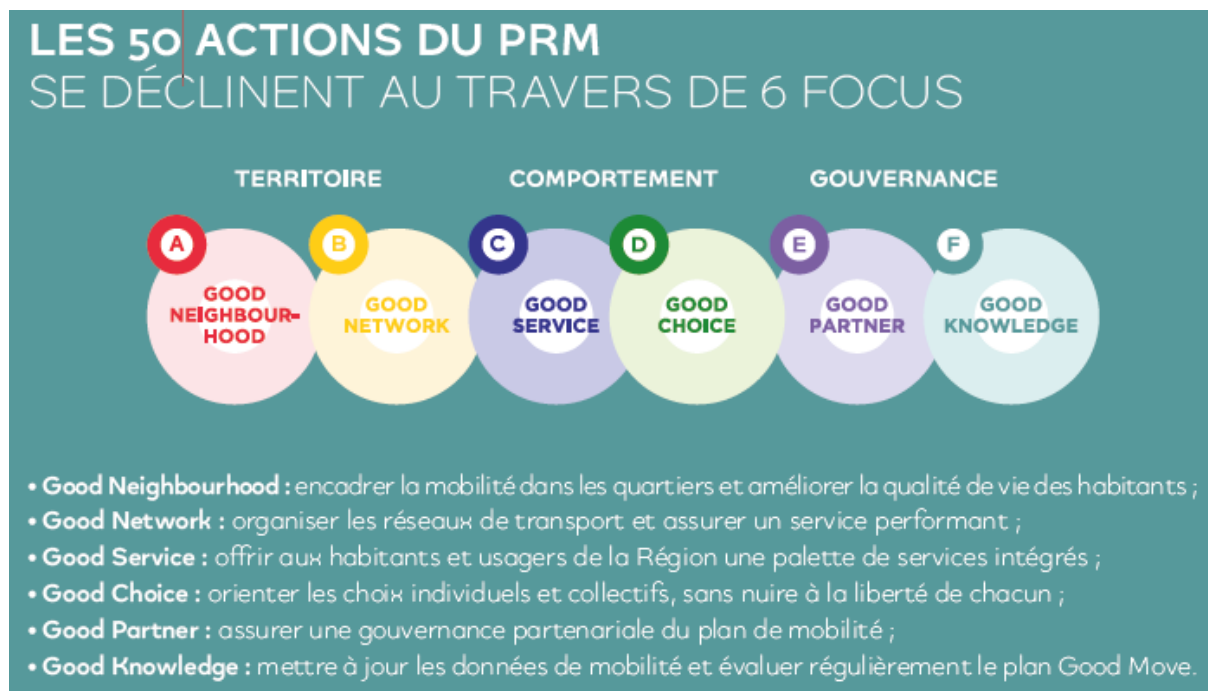 LES 50 ACTIONS DU PRM
SE DÉCLINENT AU TRAVERS DE 6 FOCUS
TERRITOIRE
COMPORTEMENT
GOUVERNANCE
A
GOOD
NEIGHBOUR-
HOOD
B
GOOD
NETWORK
C
GOOD
SERVICE
D
GOOD
CHOICE
E
GOOD
PARTNER
F
GOOD
KNOWLEDGE
• Good Neighbourhood : encadrer la mobilité dans les quartiers et améliorer la qualité de vie des habitants ;
• Good Network : organiser les réseaux de transport et assurer un service performant ;
• Good Service : offrir aux habitants et usagers de la Région une palette de services intégrés ;
• Good Choice : orienter les choix individuels et collectifs, sans nuire à la liberté de chacun ;
• Good Partner : assurer une gouvernance partenariale du plan de mobilité ;
• Good Knowledge : mettre à jour les données de mobilité et évaluer régulièrement le plan Good Move.